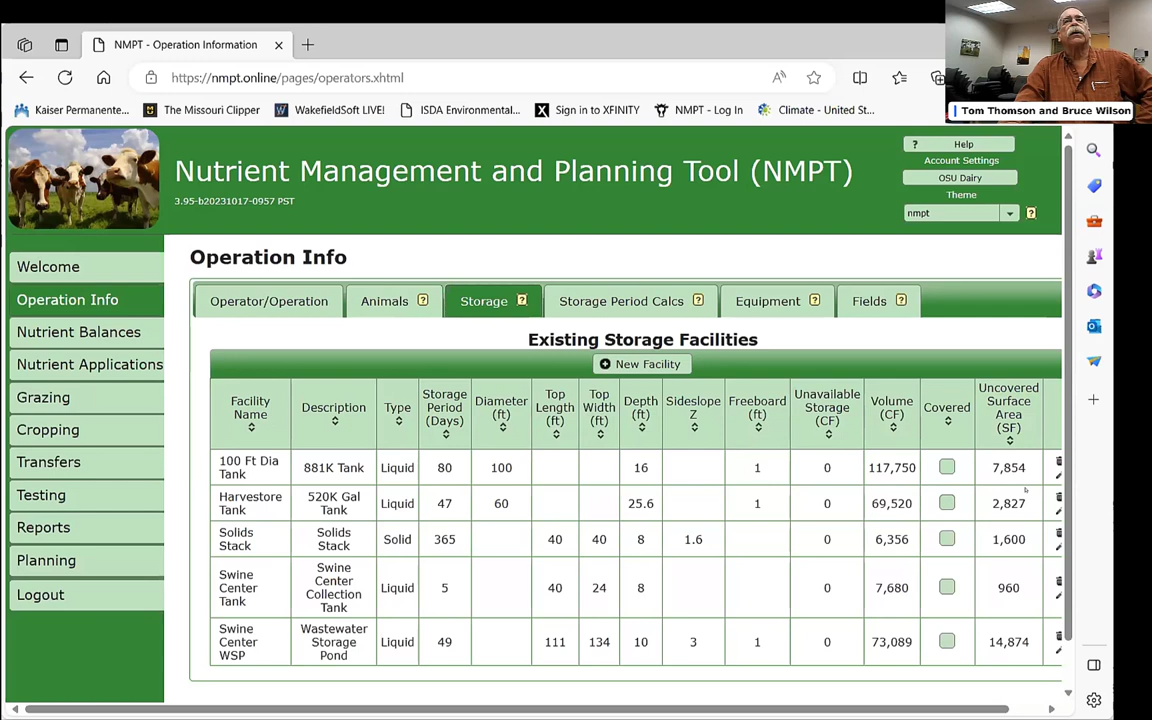 NMPT - Operation Information
https://nmpt.online/pages/operators.xhtml
Tom Thomson and Bruce Wilson
Kaiser Permanente...
The Missouri Clipper
WakefieldSoft LIVE!
ISDA Environmental...
Sign in to XFINITY
NMPT - Log In
Climate - United St...
Nutrient Management and Planning Tool (NMPT)
3.95-b20231017-0957 PST
? Help
Account Settings
OSU Dairy
Theme
nmpt ?
Welcome
Operation Info
Nutrient Balances
Nutrient Applications
Grazing
Cropping
Transfers
Testing
Reports
Planning
Logout
Operation Info
Operator/Operation
Animals ?
Storage ?
Storage Period Calcs ?
Equipment ?
Fields ?
Existing Storage Facilities
New Facility
Facility Name
Description
Type
Storage Period (Days)
Diameter (ft)
Top Length (ft)
Top Width (ft)
Depth (ft)
Sideslope Z
Freeboard (ft)
Unavailable Storage (CF)
Volume (CF)
Covered
Uncovered Surface Area (SF)
100 Ft Dia Tank 881K Tank Liquid 80 100 16 1 0 117,750 7,854
Harvestore Tank 520K Gal Tank Liquid 47 60 25.6 1 0 69,520 2,827
Solids Stack Solids Stack Solid 365 40 40 8 1.6 0 6,356 1,600
Swine Center Tank Swine Center Collection Tank Liquid 5 40 24 8 0 7,680 960
Swine Center WSP Wastewater Storage Pond Liquid 49 111 134 10 3 1 0 73,089 14,874